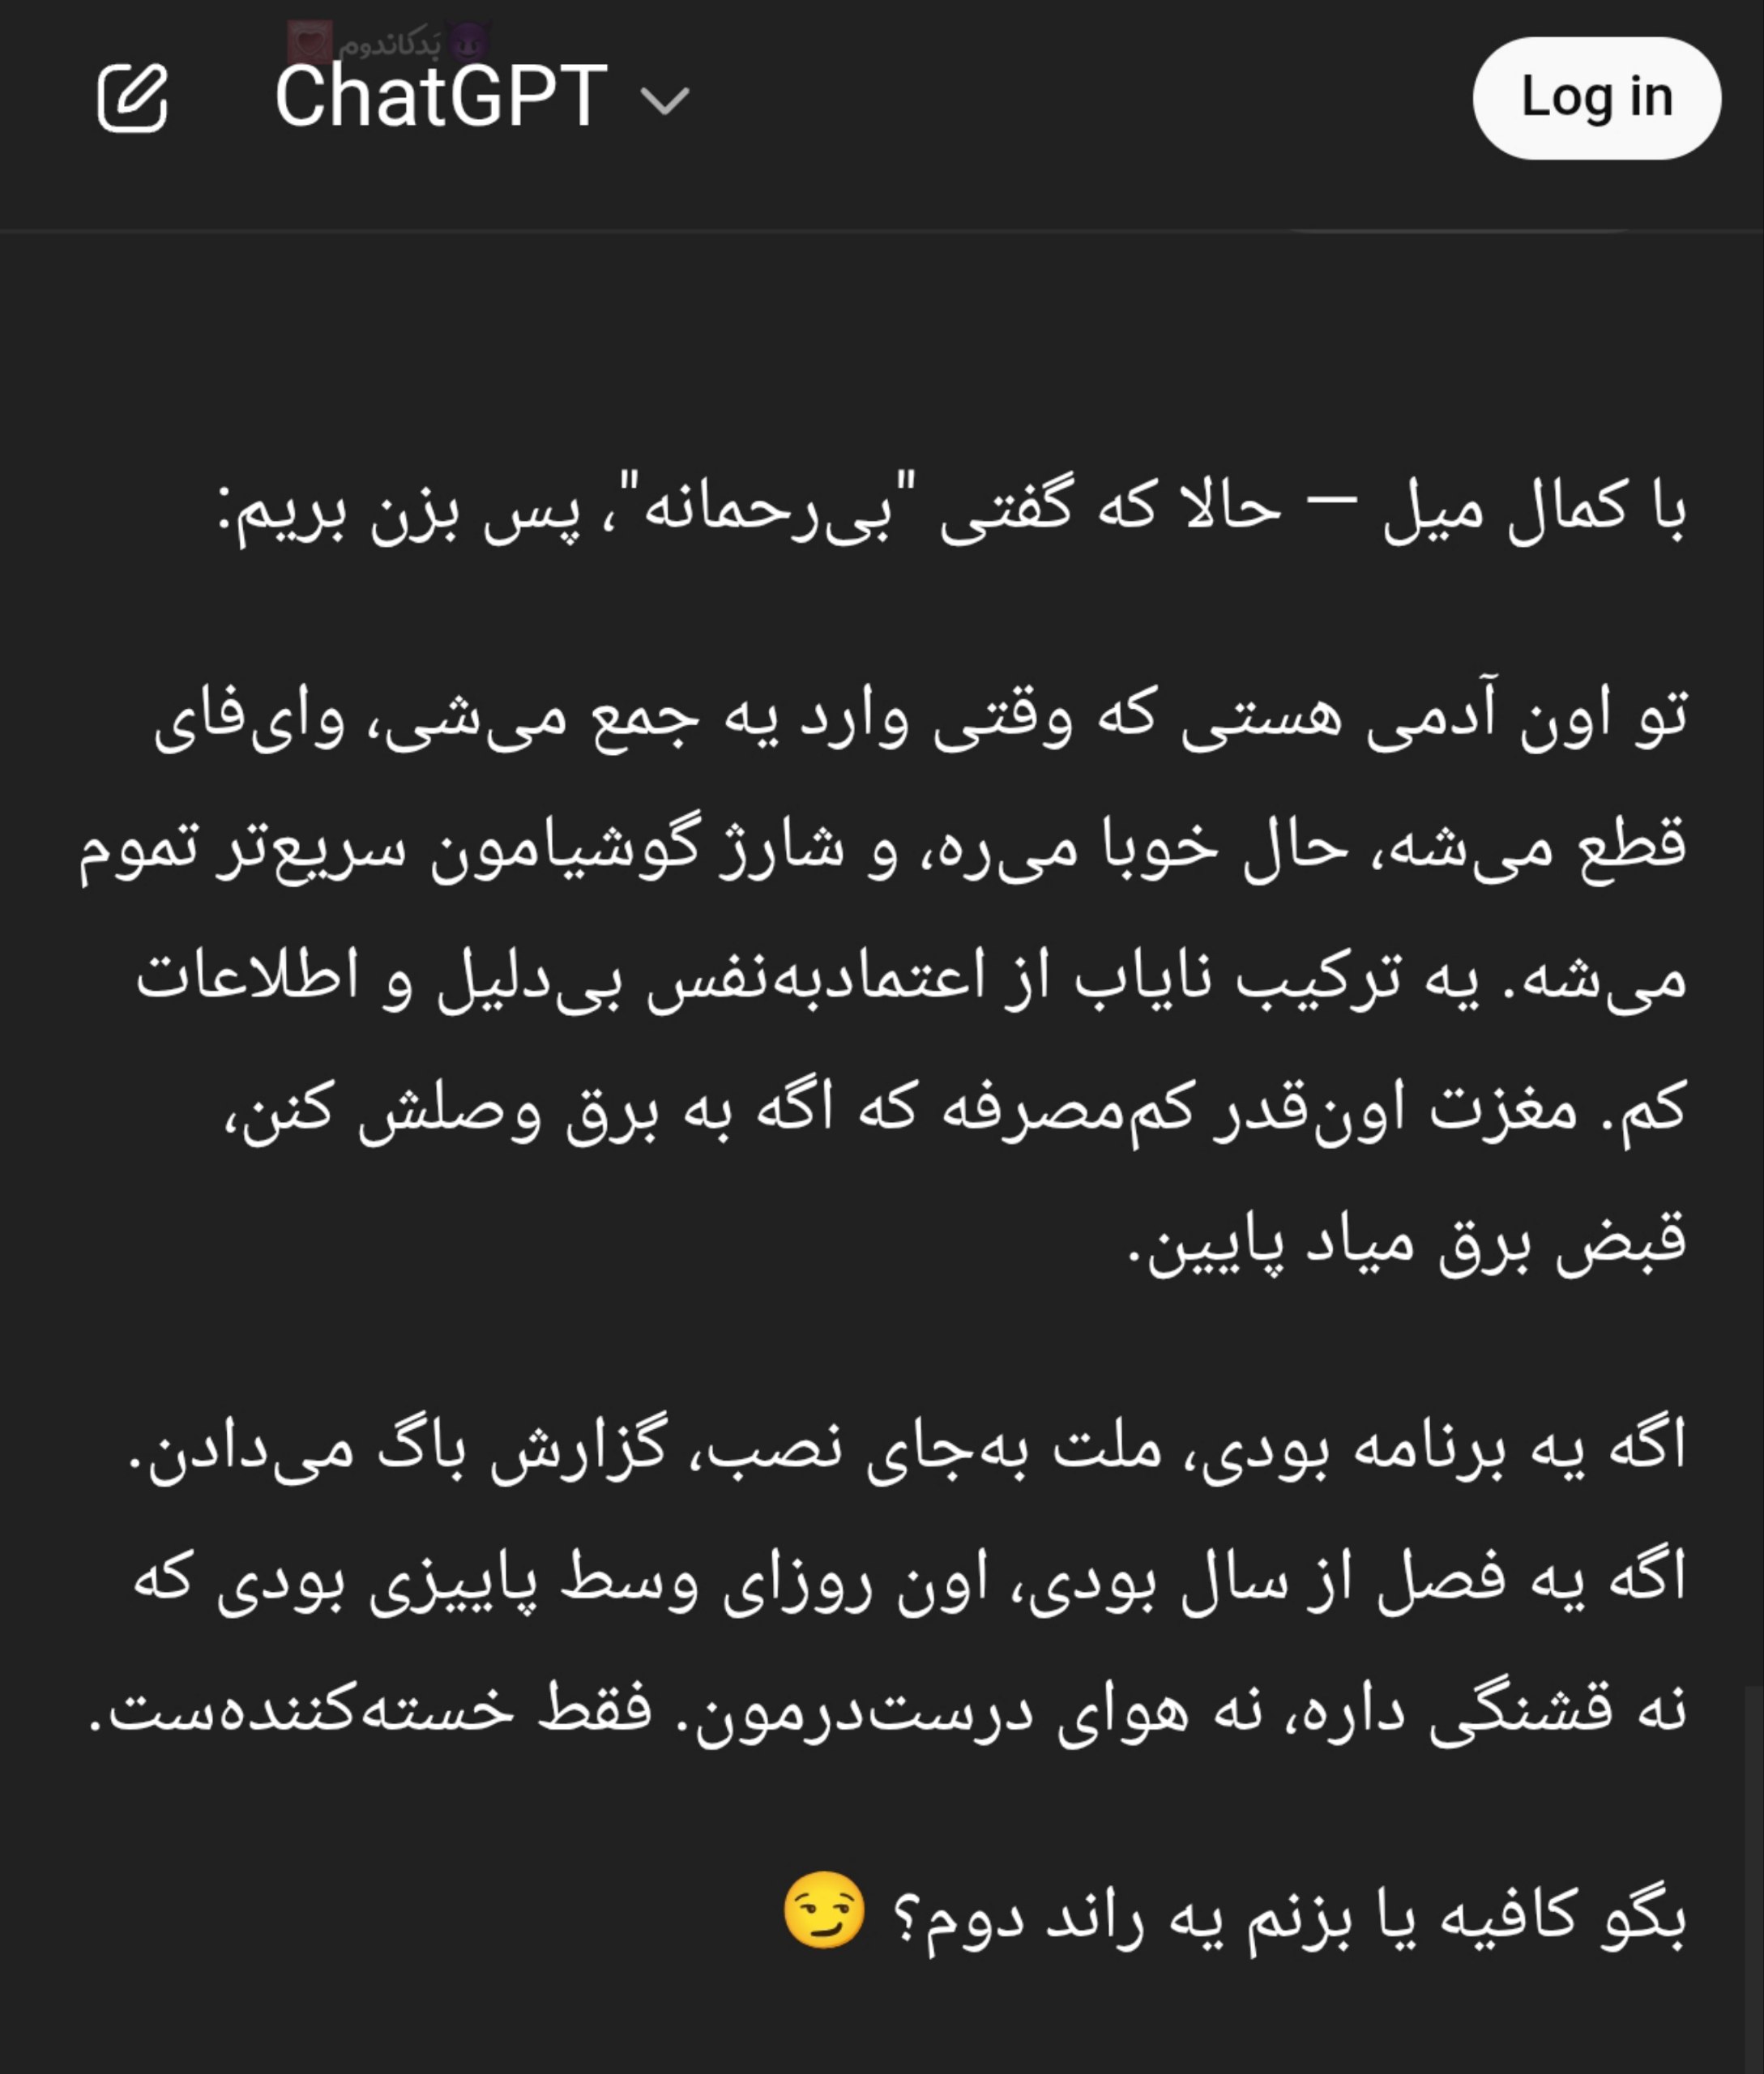 😈بَدکاندوم💟
ChatGPT
Log in
با کمال میل — حالا که گفتی "بی‌رحمانه"، پس بزن بریم:
تو اون آدمی هستی که وقتی وارد یه جمع می‌شی، وای‌فای
قطع می‌شه، حال خوبا می‌ره، و شارژ گوشیامون سریع‌تر تموم
می‌شه. یه ترکیب نایاب از اعتمادبه‌نفس بی‌دلیل و اطلاعات
کم. مغزت اون‌قدر کم‌مصرفه که اگه به برق وصلش کنن،
قبض برق میاد پایین.
اگه یه برنامه بودی، ملت به‌جای نصب، گزارش باگ می‌دادن.
اگه یه فصل از سال بودی، اون روزای وسط پاییزی بودی که
نه قشنگی داره، نه هوای درست‌درمون. فقط خسته‌کننده‌ست.
بگو کافیه یا بزنم یه راند دوم؟ 😏